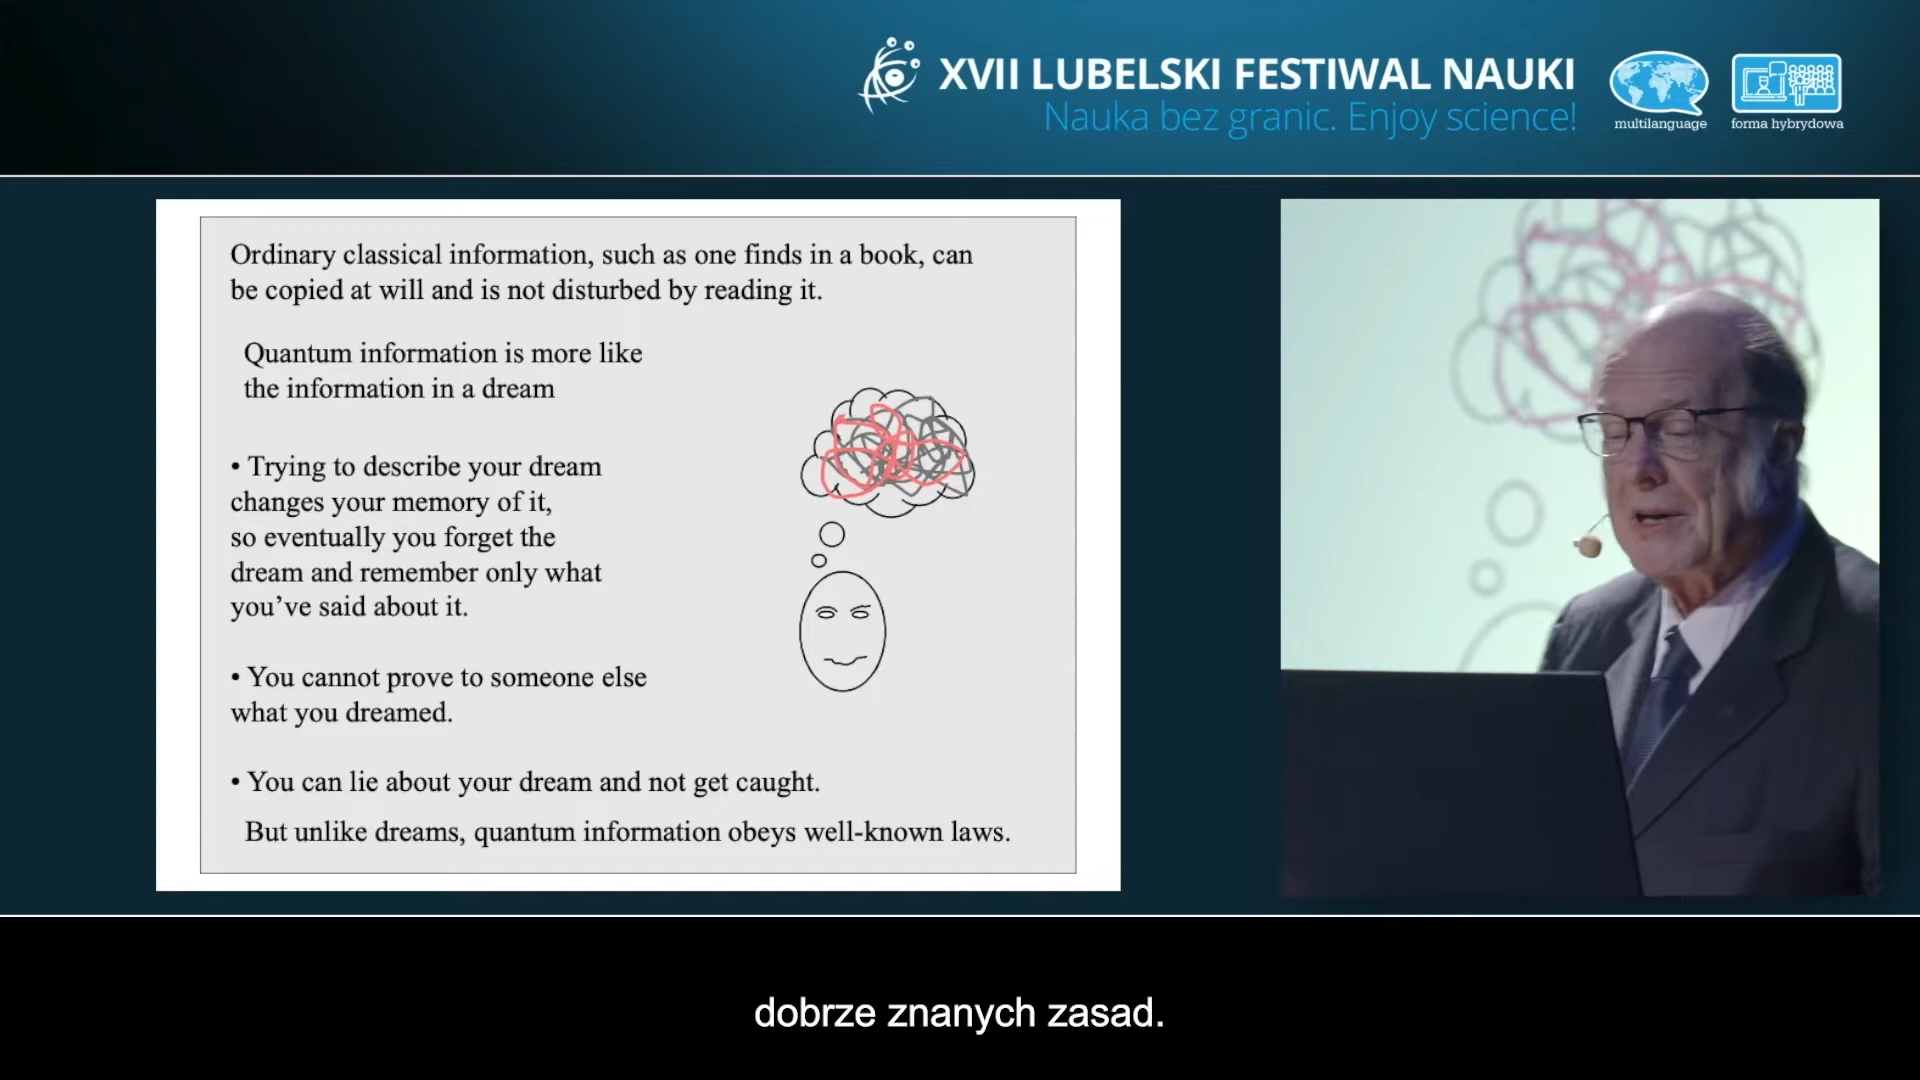 XVII LUBELSKI FESTIWAL NAUKI
Nauka bez granic. Enjoy science!
multilanguage
forma hybrydowa
Ordinary classical information, such as one finds in a book, can
be copied at will and is not disturbed by reading it.
Quantum information is more like
the information in a dream
• Trying to describe your dream
changes your memory of it,
so eventually you forget the
dream and remember only what
you’ve said about it.
• You cannot prove to someone else
what you dreamed.
• You can lie about your dream and not get caught.
But unlike dreams, quantum information obeys well-known laws.
dobrze znanych zasad.